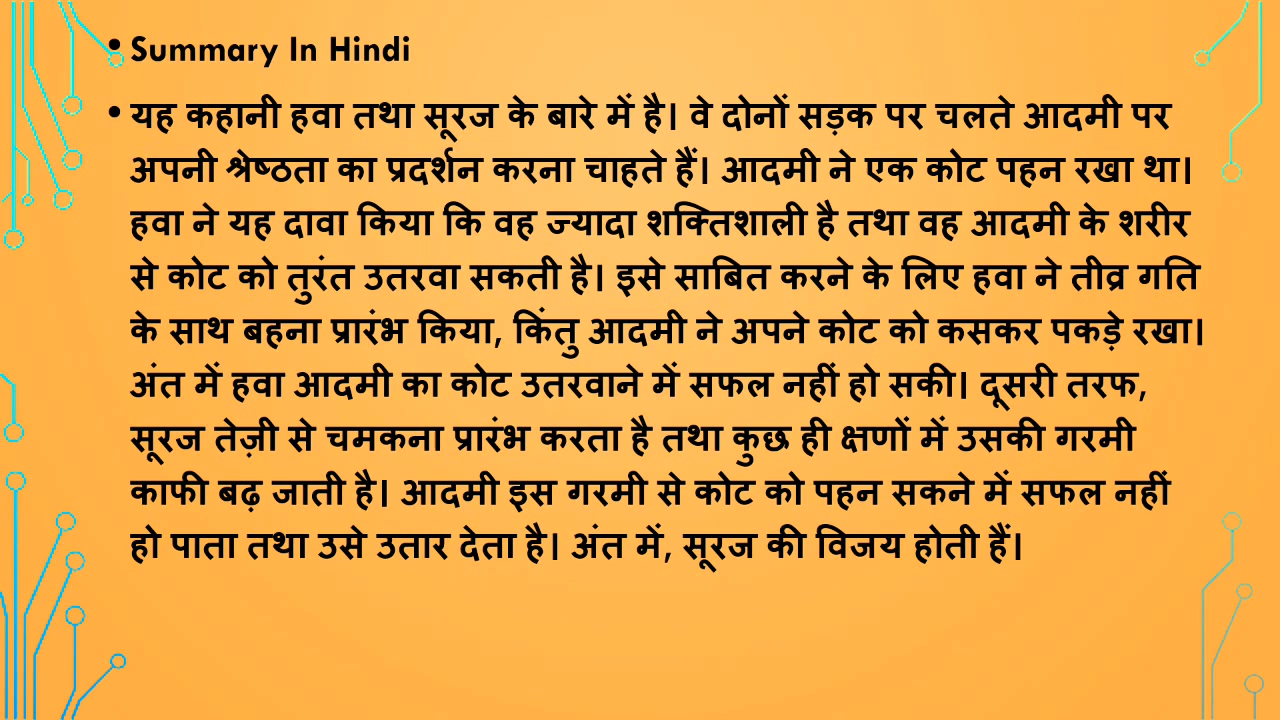 • Summary In Hindi
• यह कहानी हवा तथा सूरज के बारे में है। वे दोनों सड़क पर चलते आदमी पर
अपनी श्रेष्ठता का प्रदर्शन करना चाहते हैं। आदमी ने एक कोट पहन रखा था।
हवा ने यह दावा किया कि वह ज्यादा शक्तिशाली है तथा वह आदमी के शरीर
से कोट को तुरंत उतरवा सकती है। इसे साबित करने के लिए हवा ने तीव्र गति
के साथ बहना प्रारंभ किया, किंतु आदमी ने अपने कोट को कसकर पकड़े रखा।
अंत में हवा आदमी का कोट उतरवाने में सफल नहीं हो सकी। दूसरी तरफ,
सूरज तेज़ी से चमकना प्रारंभ करता है तथा कुछ ही क्षणों में उसकी गरमी
काफी बढ़ जाती है। आदमी इस गरमी से कोट को पहन सकने में सफल नहीं
हो पाता तथा उसे उतार देता है। अंत में, सूरज की विजय होती हैं।